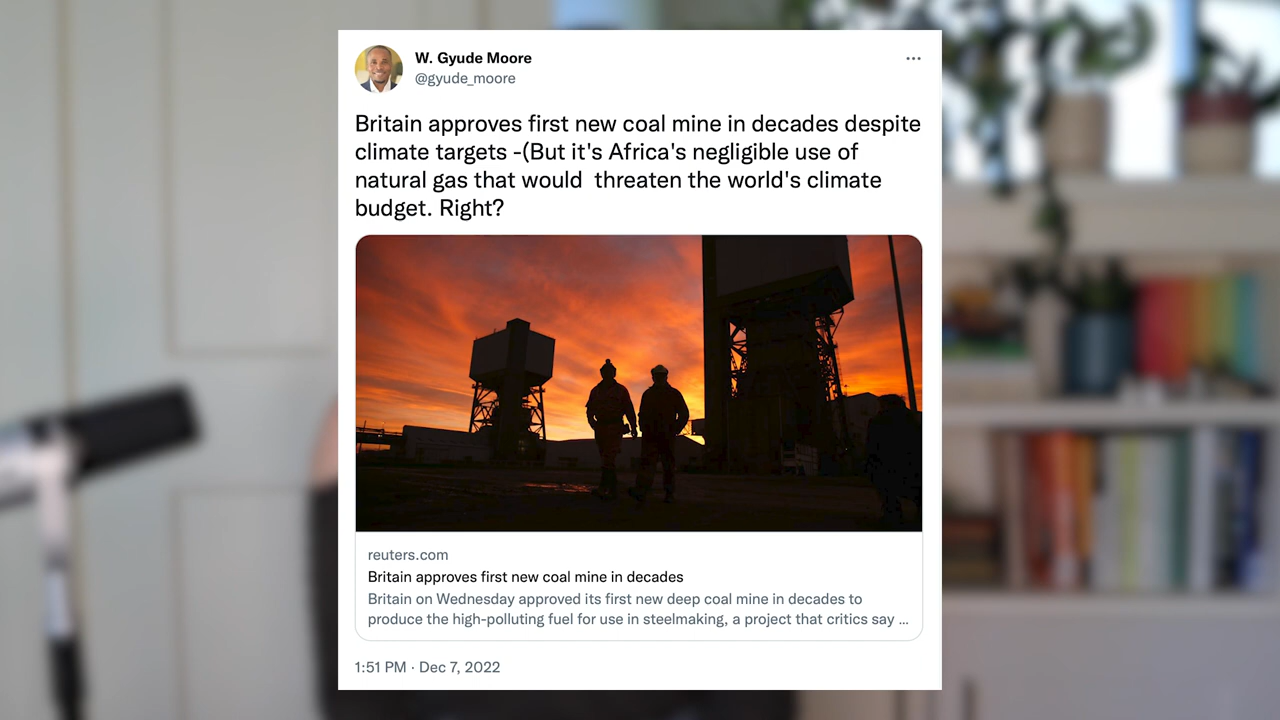 W. Gyude Moore
@gyude_moore
Britain approves first new coal mine in decades despite
climate targets -(But it's Africa's negligible use of
natural gas that would  threaten the world's climate
budget. Right?
reuters.com
Britain approves first new coal mine in decades
Britain on Wednesday approved its first new deep coal mine in decades to
produce the high-polluting fuel for use in steelmaking, a project that critics say ...
1:51 PM · Dec 7, 2022